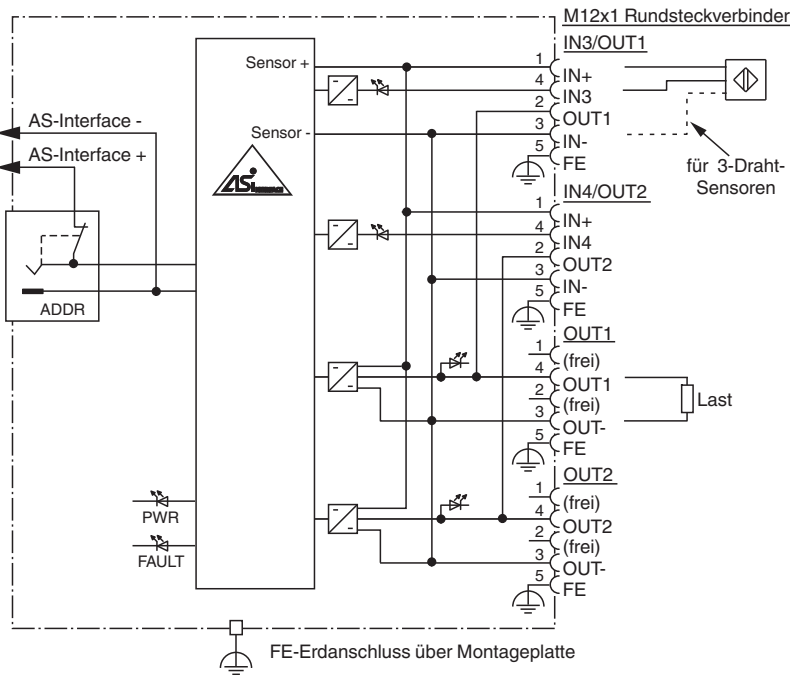 M12x1 Rundsteckverbinder
IN3/OUT1
Sensor +
1
IN+
4
IN3
2
OUT1
Sensor -
3
IN-
5
FE
für 3-Draht-
Sensoren
AS-Interface -
AS-Interface +
ASi
INTERFACE
IN4/OUT2
1
IN+
4
IN4
2
OUT2
3
IN-
5
FE
ADDR
OUT1
1
(frei)
4
OUT1
2
(frei)
3
OUT-
5
FE
Last
OUT2
1
(frei)
4
OUT2
2
(frei)
3
OUT-
5
FE
PWR
FAULT
FE-Erdanschluss über Montageplatte